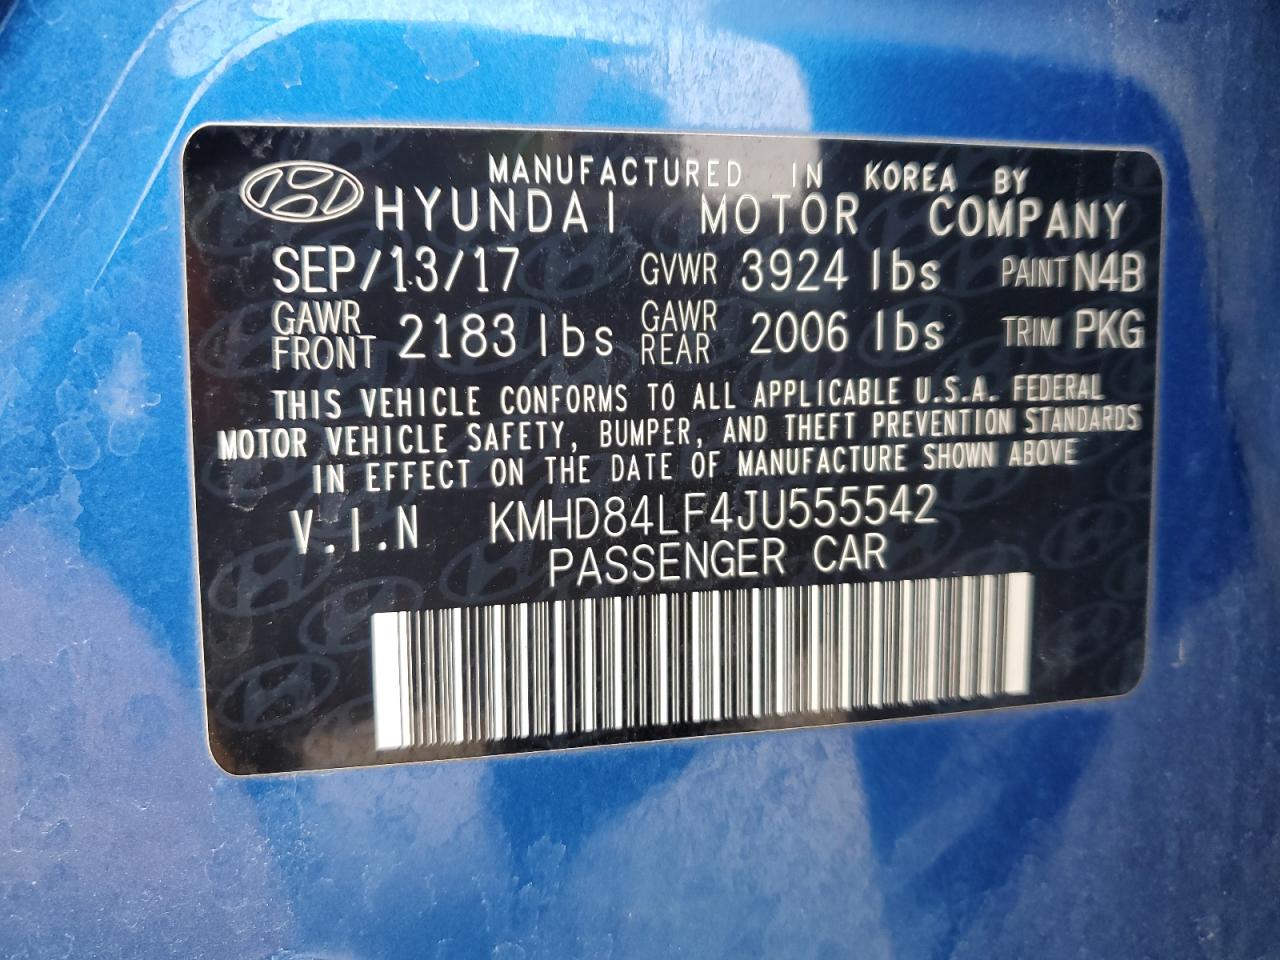 MANUFACTURED IN KOREA BY
HYUNDAI MOTOR COMPANY
SEP/13/17 GVWR 3924 lbs PAINT N4B
GAWR FRONT 2183 lbs GAWR REAR 2006 lbs TRIM PKG
THIS VEHICLE CONFORMS TO ALL APPLICABLE U.S.A. FEDERAL
MOTOR VEHICLE SAFETY, BUMPER, AND THEFT PREVENTION STANDARDS
IN EFFECT ON THE DATE OF MANUFACTURE SHOWN ABOVE
V.I.N KMHD84LF4JU555542
PASSENGER CAR